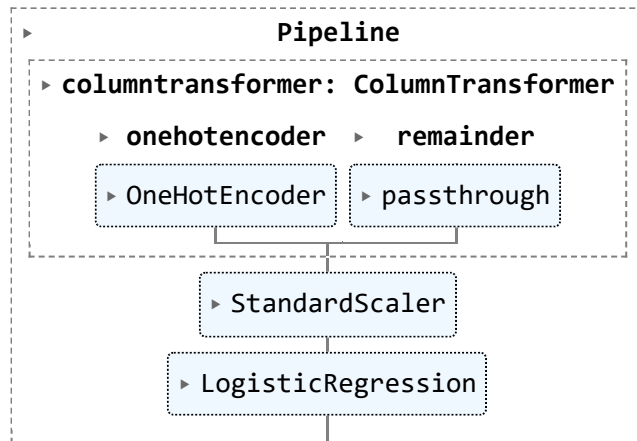 Pipeline
columntransformer: ColumnTransformer
onehotencoder remainder
OneHotEncoder passthrough
StandardScaler
LogisticRegression